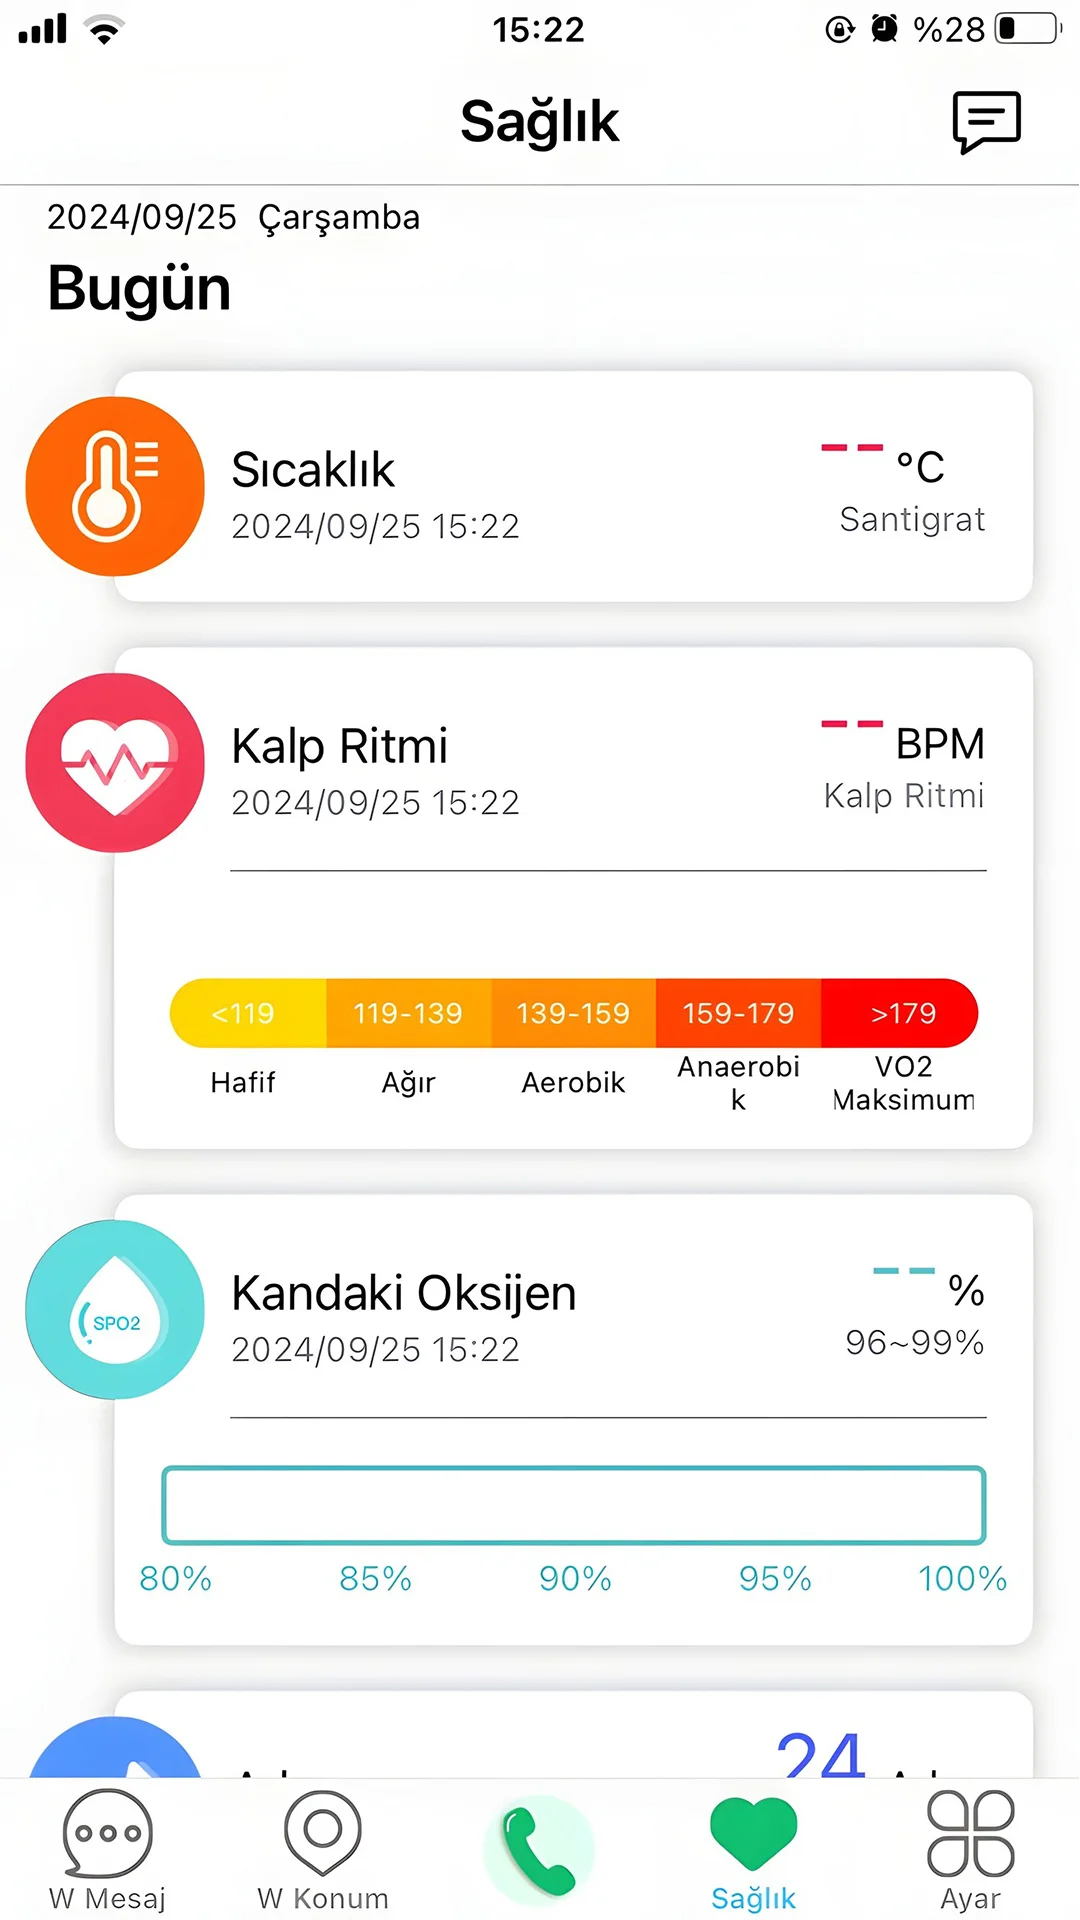 15:22
%28
Sağlık
2024/09/25 Çarşamba
Bugün
Sıcaklık
-- °C
2024/09/25 15:22
Santigrat
Kalp Ritmi
-- BPM
2024/09/25 15:22
Kalp Ritmi
<119 119-139 139-159 159-179 >179
Hafif Ağır Aerobik Anaerobi
k VO2
Maksimum
SPO2
Kandaki Oksijen
-- %
2024/09/25 15:22
96~99%
80% 85% 90% 95% 100%
24
W Mesaj W Konum Sağlık Ayar